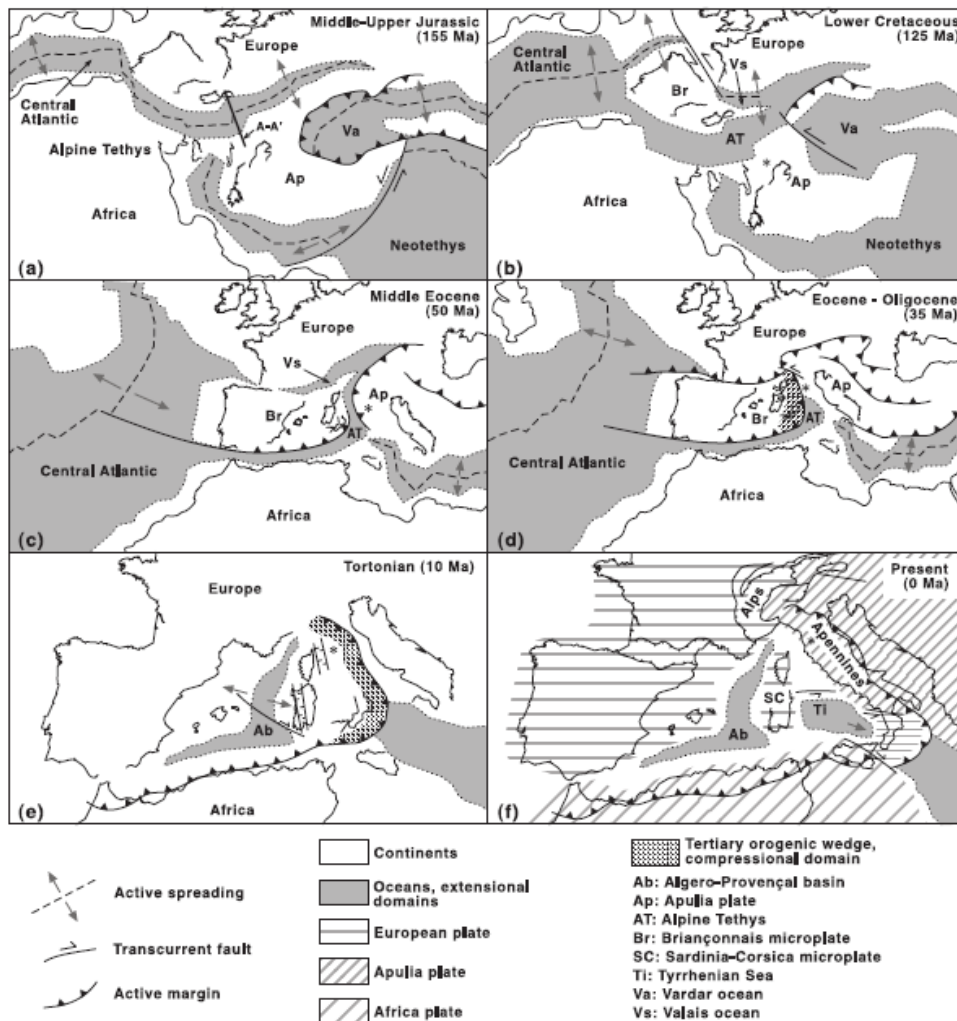 Middle-Upper Jurassic
(155 Ma)
Europe
Central
Atlantic
A-A'
Va
Alpine Tethys
Ap
Africa
Neotethys
(a)
Lower Cretaceous
(125 Ma)
Central
Atlantic
Europe
Vs
Br
AT
Va
*
Ap
Africa
Neotethys
(b)
Middle Eocene
(50 Ma)
Europe
Vs
Ap
Br
*
AT
Central Atlantic
Africa
(c)
Eocene - Oligocene
(35 Ma)
Europe
Ap
*
Br
AT
Central Atlantic
Africa
(d)
Tortonian (10 Ma)
Europe
*
Ab
Africa
(e)
Present
(0 Ma)
Alps
Apennines
*
SC
Ti
Ab
(f)
Active spreading
Transcurrent fault
Active margin
Continents
Oceans, extensional
domains
European plate
Apulia plate
Africa plate
Tertiary orogenic wedge,
compressional domain
Ab: Algero-Provençal basin
Ap: Apulia plate
AT: Alpine Tethys
Br: Briançonnais microplate
SC: Sardinia-Corsica microplate
Ti: Tyrrhenian Sea
Va: Vardar ocean
Vs: Valais ocean